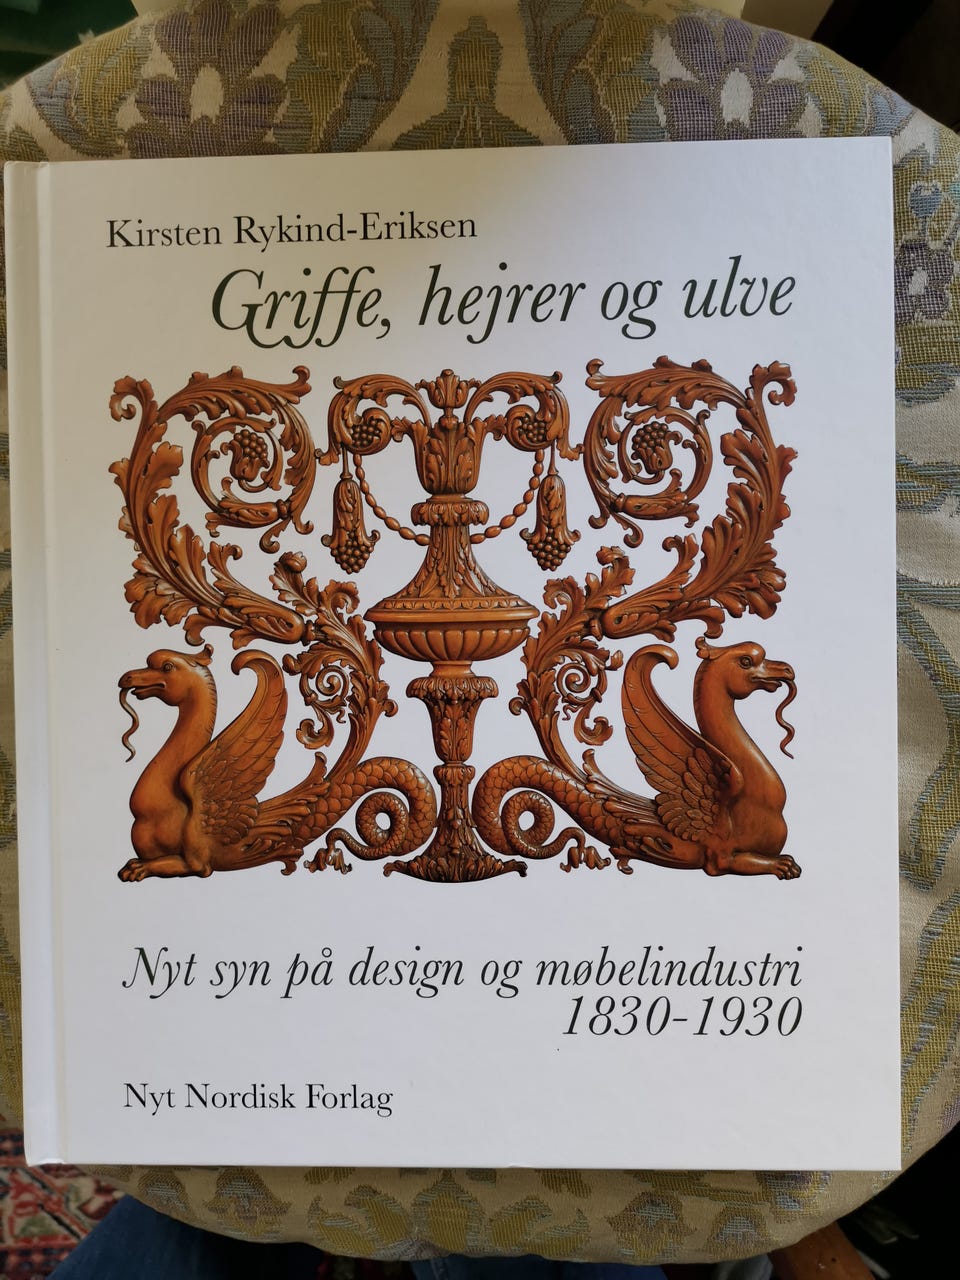 Kirsten Rykind-Eriksen
Griffe, hejrer og ulve
Nyt syn på design og møbelindustri
1830-1930
Nyt Nordisk Forlag